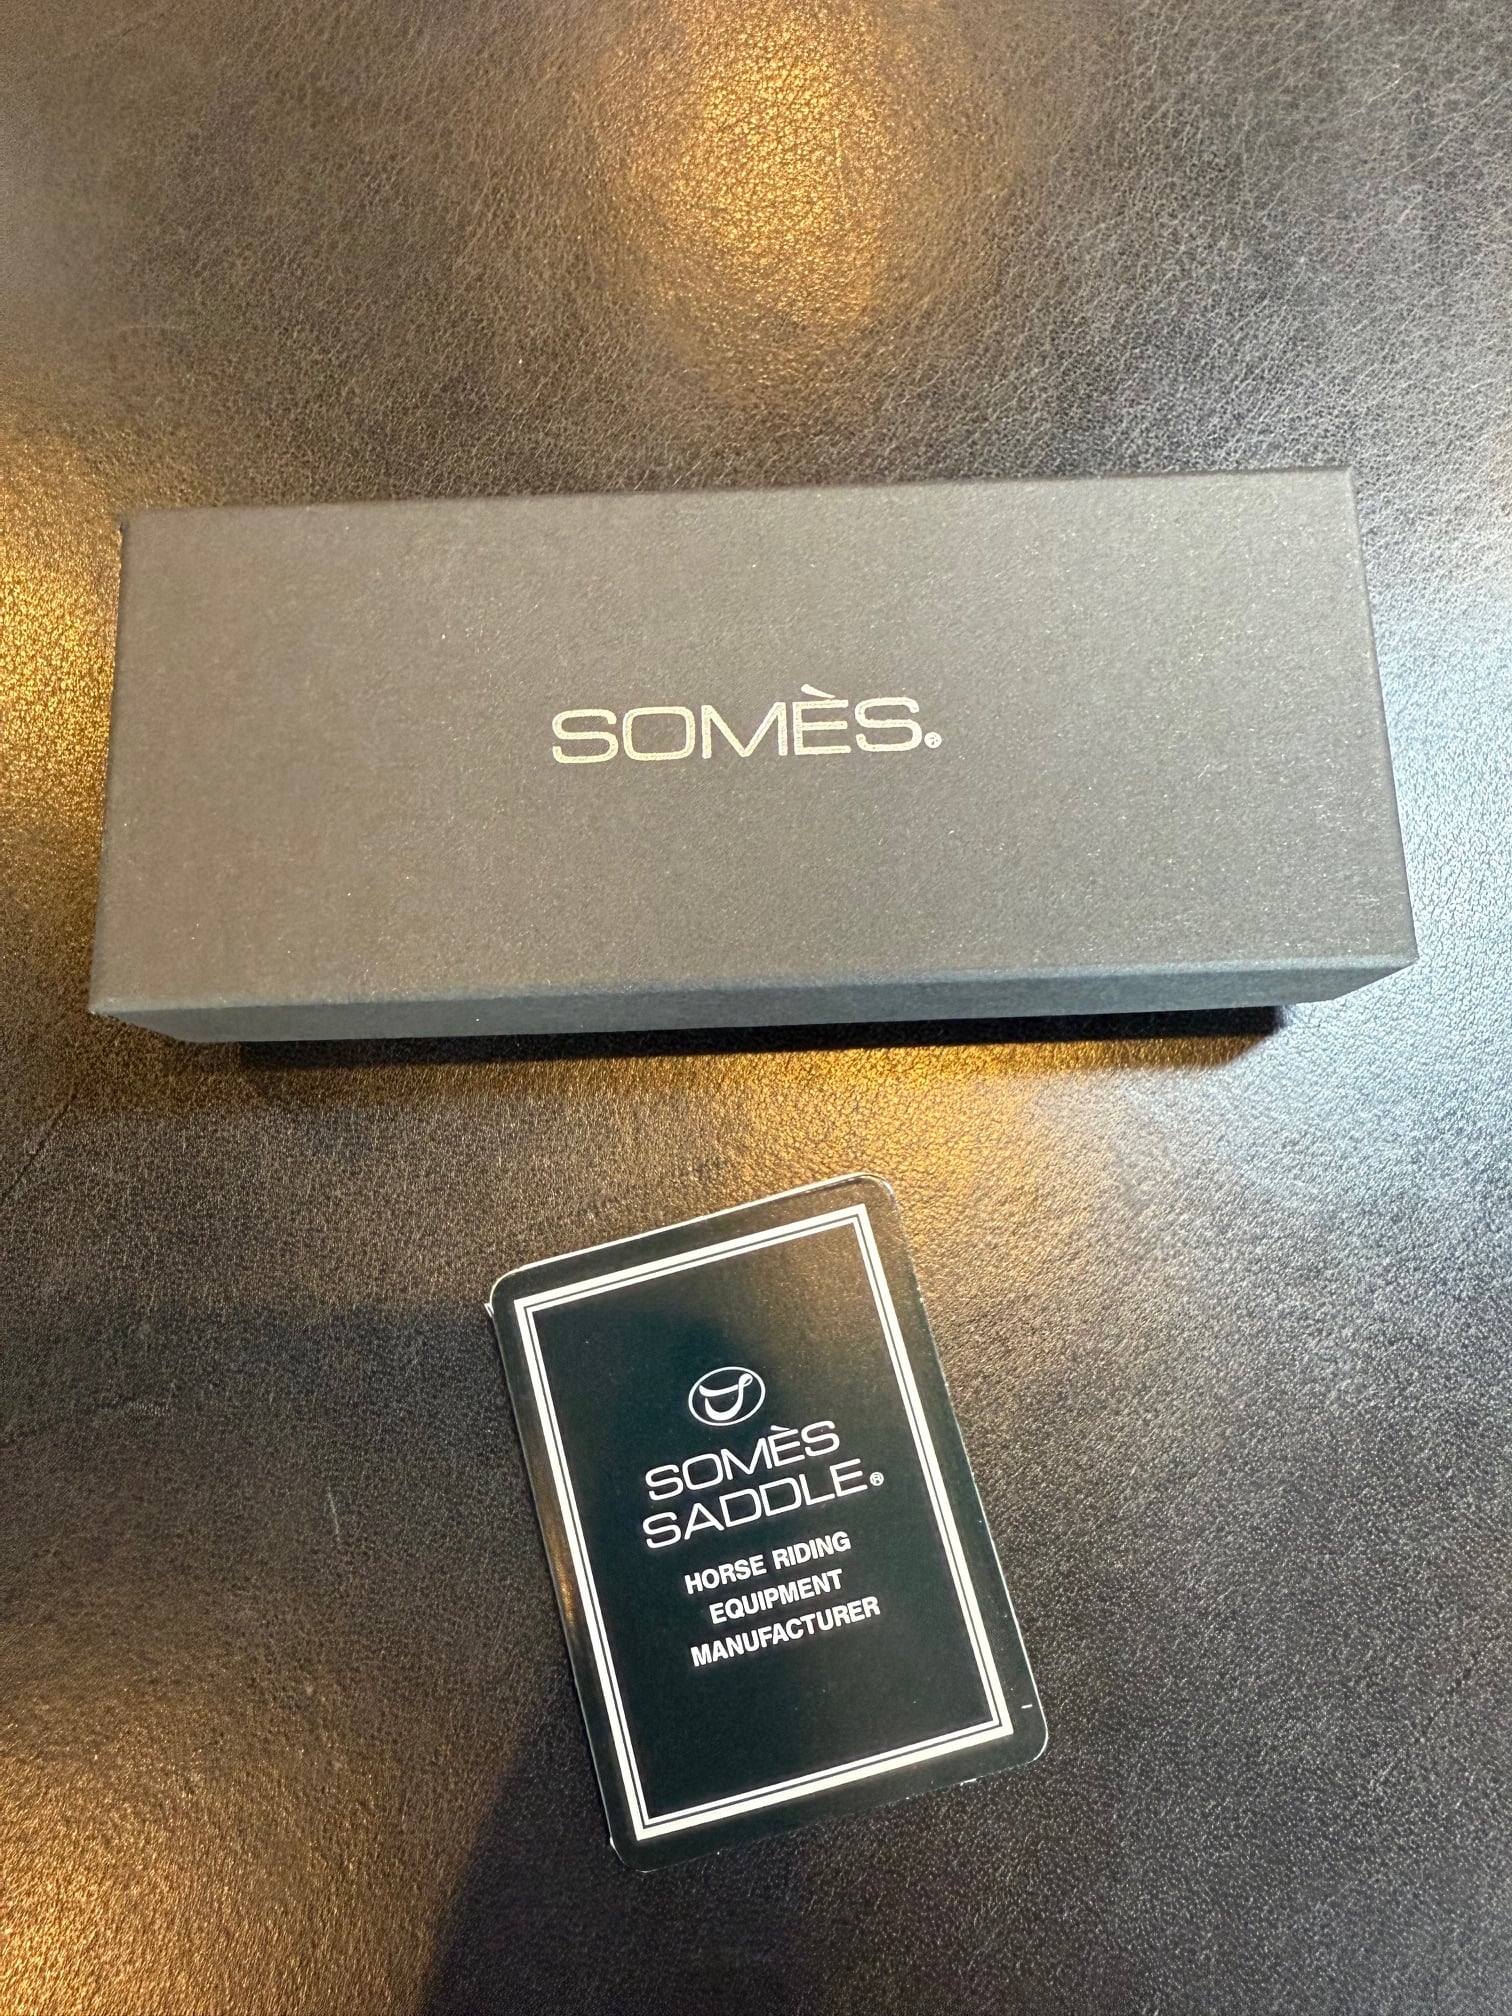 SOMÈS®
SOMÈS
SADDLE®
HORSE RIDING
EQUIPMENT
MANUFACTURER